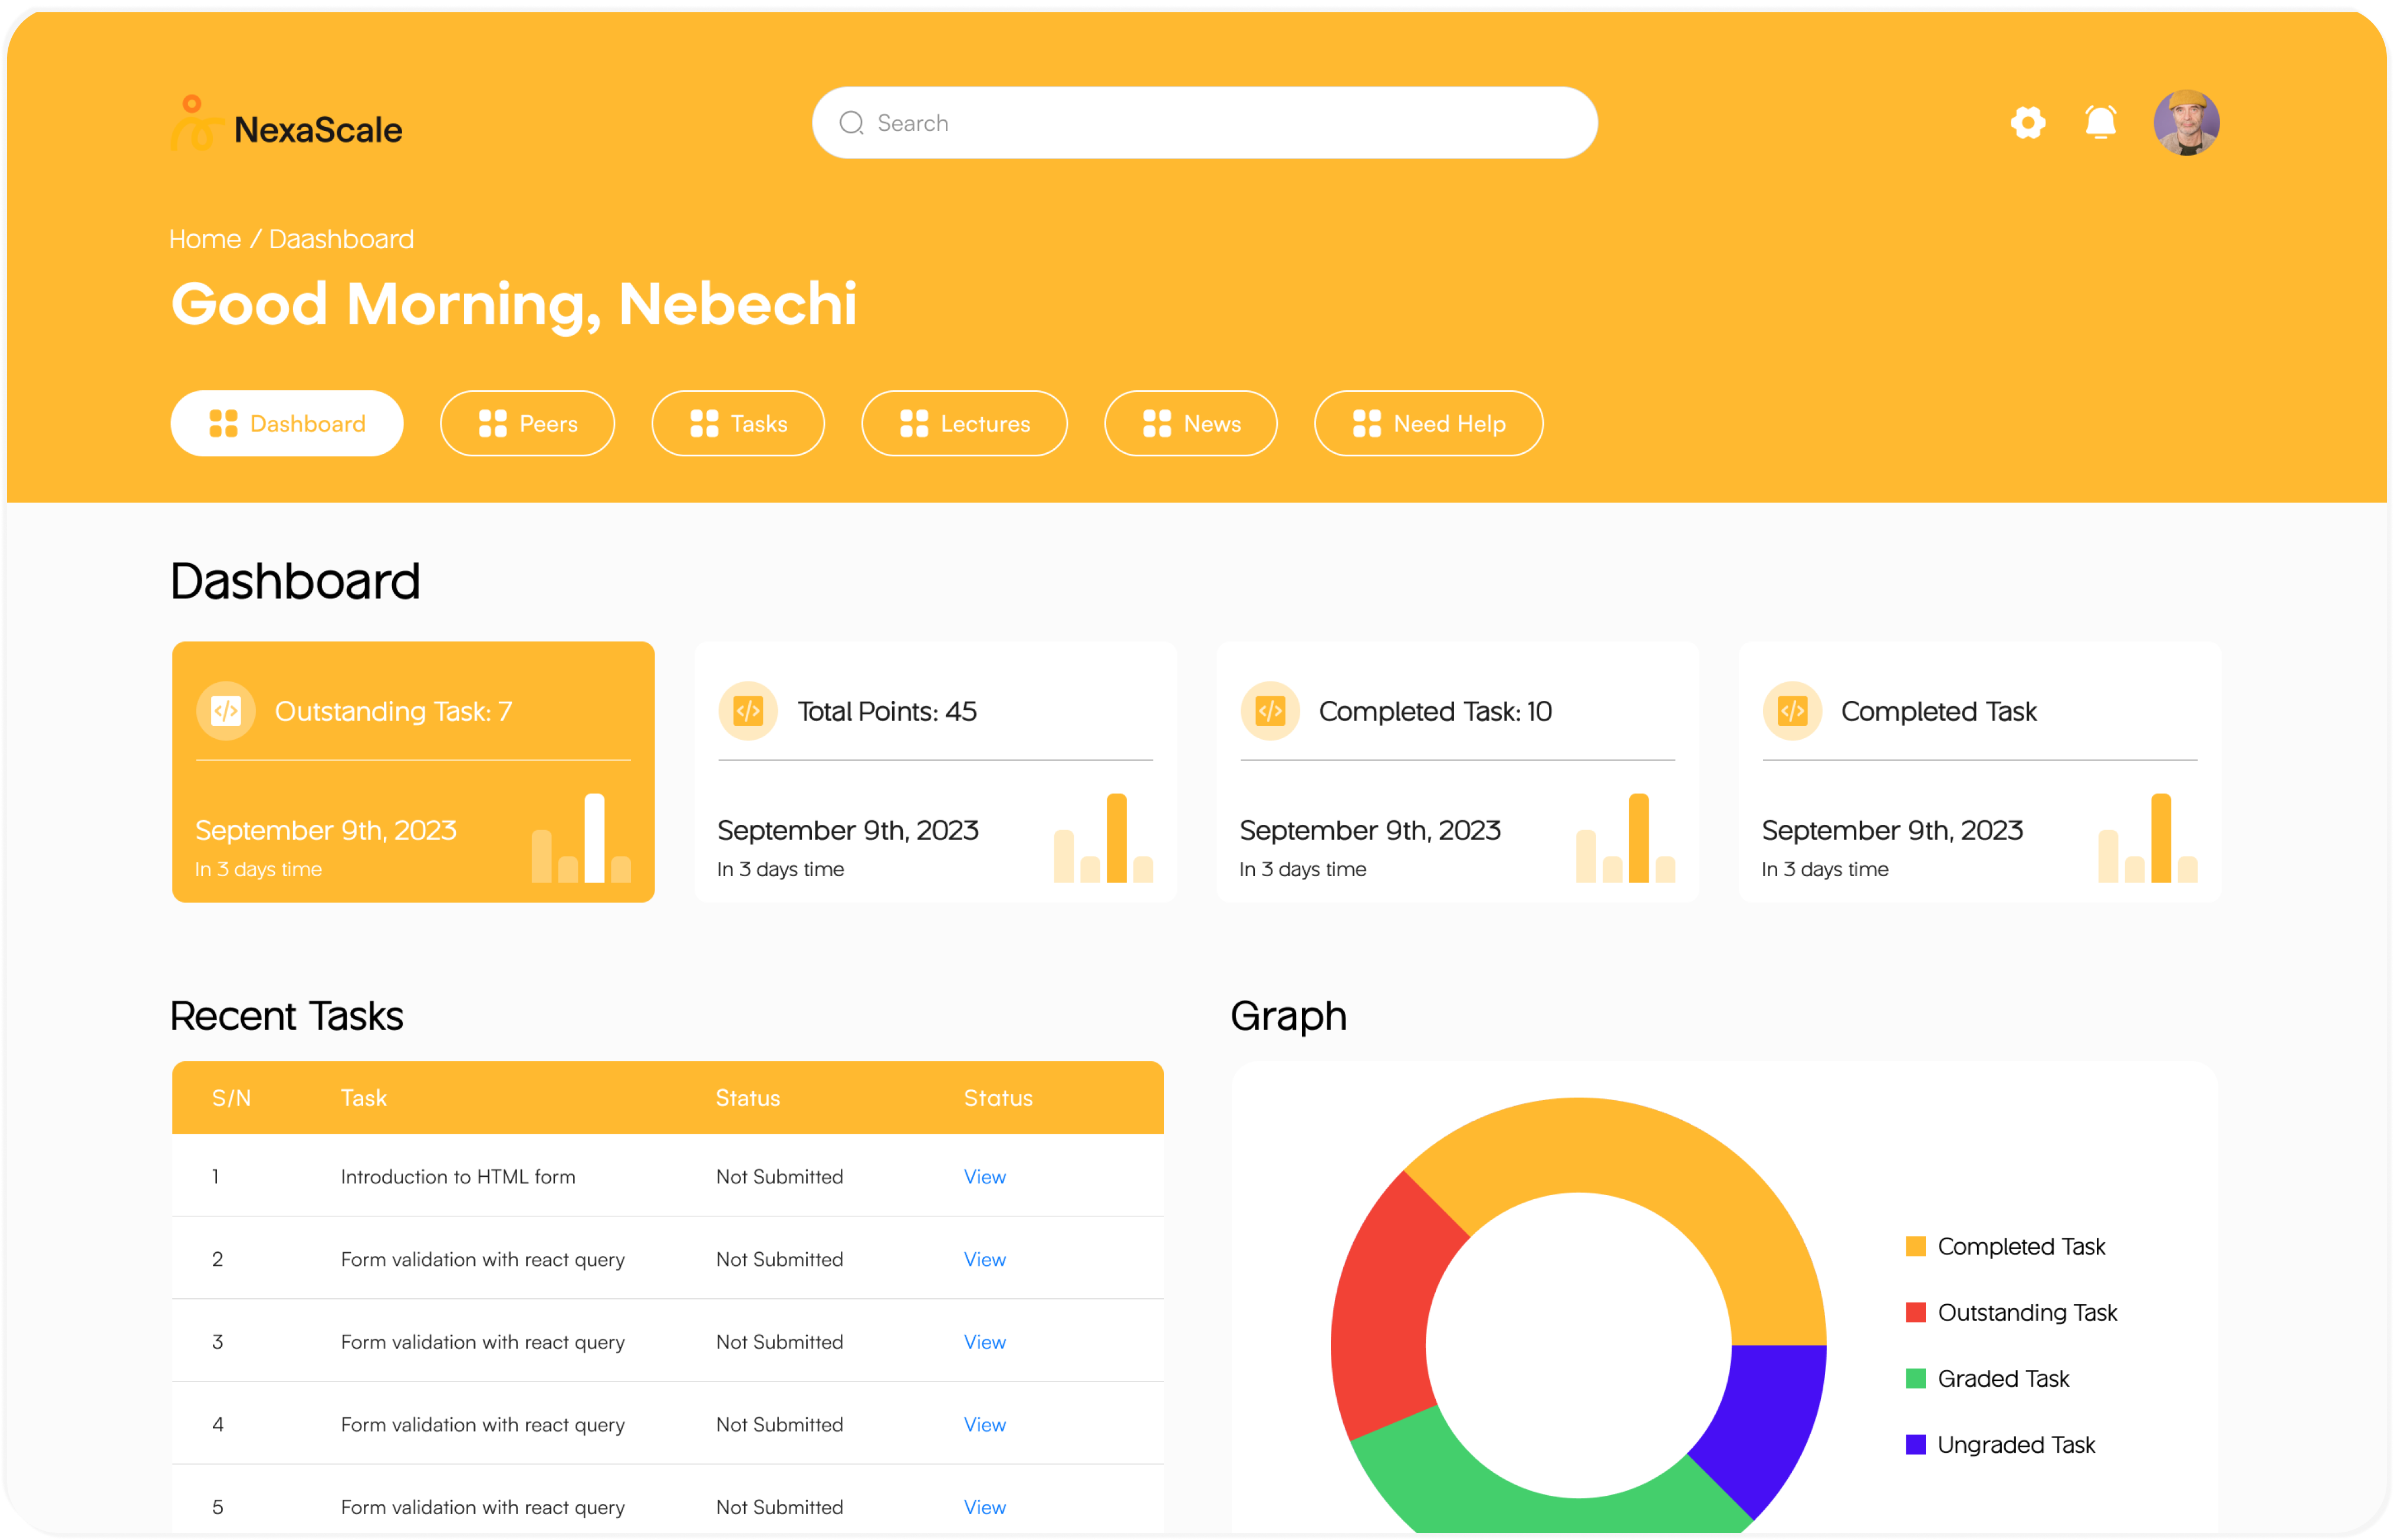 NexaScale
Search
Home / Daashboard
Good Morning, Nebechi
Dashboard
Peers
Tasks
Lectures
News
Need Help
Dashboard
</> Outstanding Task: 7
September 9th, 2023
In 3 days time
</> Total Points: 45
September 9th, 2023
In 3 days time
</> Completed Task: 10
September 9th, 2023
In 3 days time
</> Completed Task
September 9th, 2023
In 3 days time
Recent Tasks
S/N Task Status Status
1 Introduction to HTML form Not Submitted View
2 Form validation with react query Not Submitted View
3 Form validation with react query Not Submitted View
4 Form validation with react query Not Submitted View
5 Form validation with react query Not Submitted View
Graph
Completed Task
Outstanding Task
Graded Task
Ungraded Task